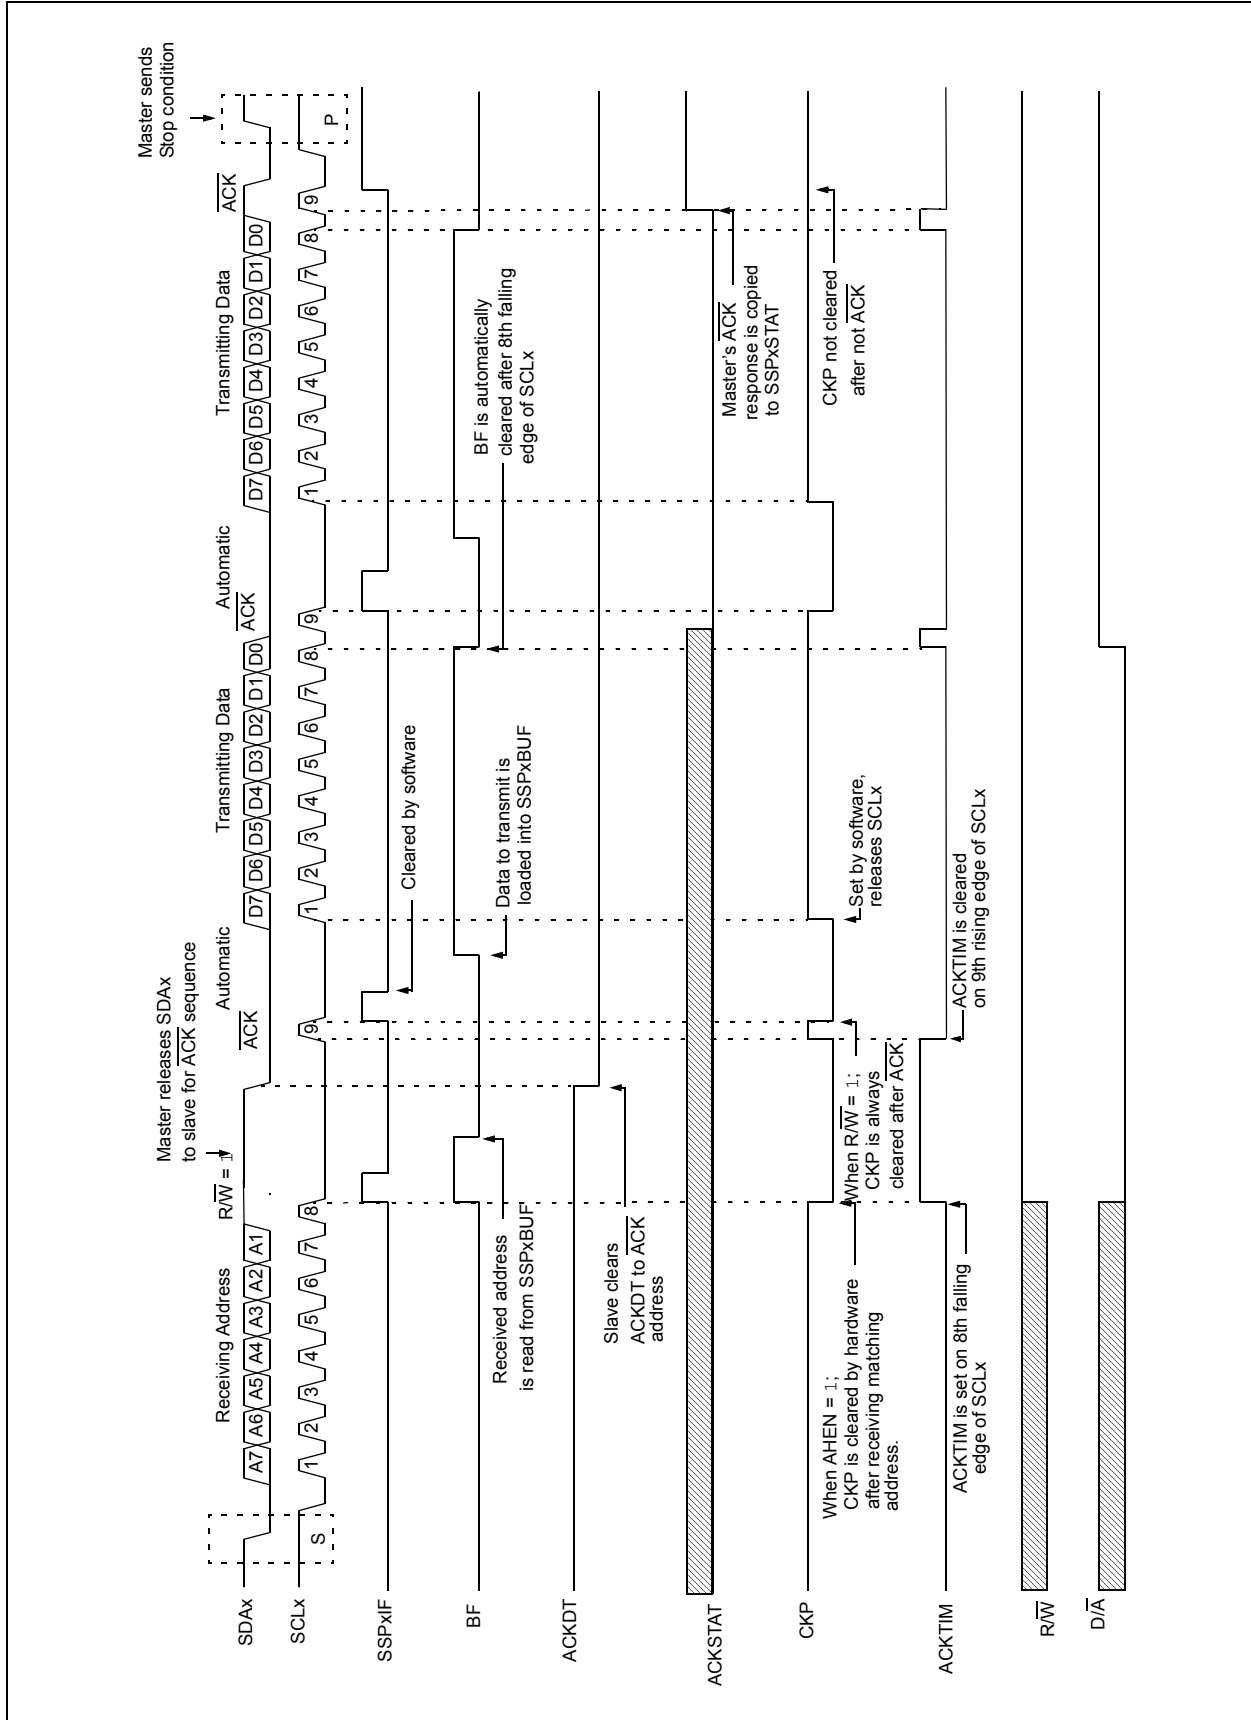 Master sends
Stop condition
Master releases SDAx
to slave for ACK sequence
Receiving Address
R/W = 1
ACK
Automatic
Transmitting Data
ACK
Automatic
Transmitting Data
ACK
SDAx
A7 A6 A5 A4 A3 A2 A1
D7 D6 D5 D4 D3 D2 D1 D0
D7 D6 D5 D4 D3 D2 D1 D0
SCLx
1 2 3 4 5 6 7 8 9
1 2 3 4 5 6 7 8 9
1 2 3 4 5 6 7 8 9
S
P
SSPxIF
Cleared by software
BF
Received address
is read from SSPxBUF
Data to transmit is
loaded into SSPxBUF
BF is automatically
cleared after 8th falling
edge of SCLx
ACKDT
Slave clears
ACKDT to ACK
address
ACKSTAT
Master's ACK
response is copied
to SSPxSTAT
CKP
When AHEN = 1;
CKP is cleared by hardware
after receiving matching
address.
When R/W = 1;
CKP is always
cleared after ACK
Set by software,
releases SCLx
CKP not cleared
after not ACK
ACKTIM
ACKTIM is set on 8th falling
edge of SCLx
ACKTIM is cleared
on 9th rising edge of SCLx
R/W
D/A